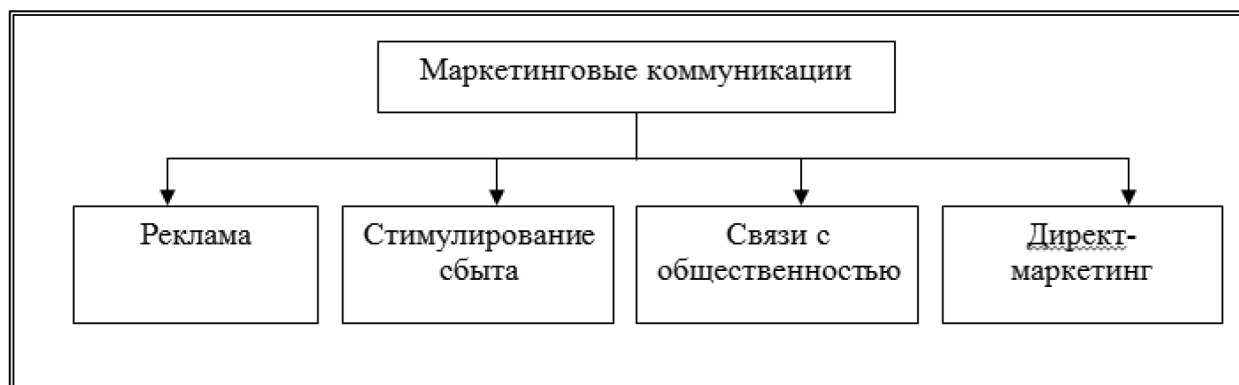 Маркетинговые коммуникации
Реклама
Стимулирование
сбыта
Связи с
общественностью
Директ-
маркетинг